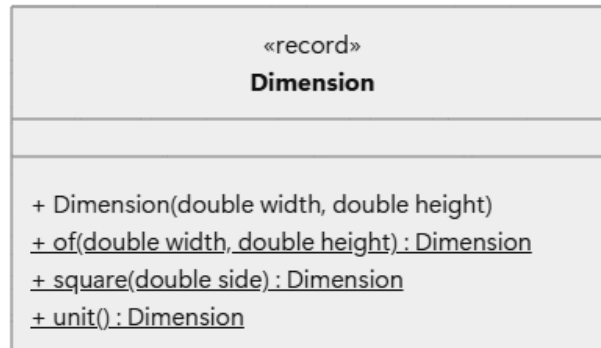 «record»
Dimension
+ Dimension(double width, double height)
+ of(double width, double height) : Dimension
+ square(double side) : Dimension
+ unit() : Dimension